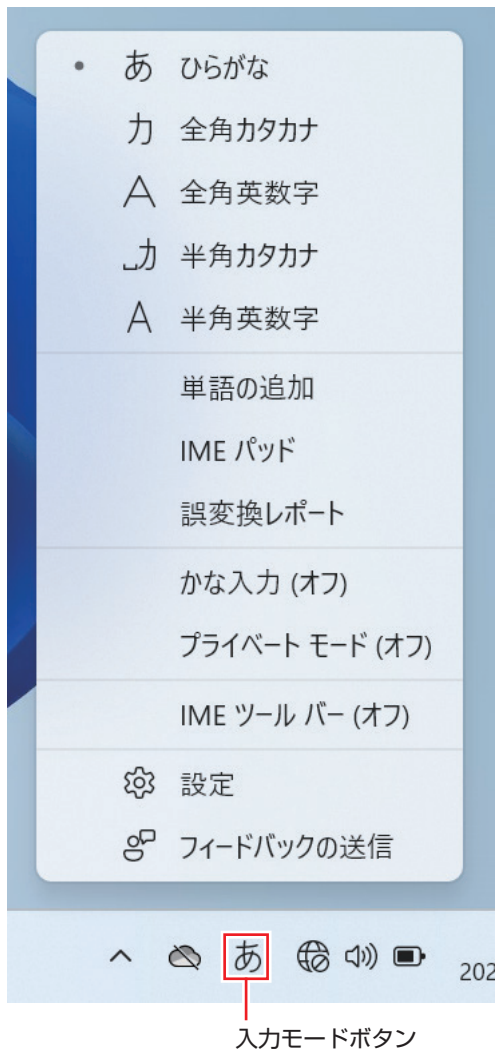 あ ひらがな
カ 全角カタカナ
A 全角英数字
カ 半角カタカナ
A 半角英数字
単語の追加
IME パッド
誤変換レポート
かな入力 (オフ)
プライベート モード (オフ)
IME ツール バー (オフ)
設定
フィードバックの送信
あ
202
入力モードボタン